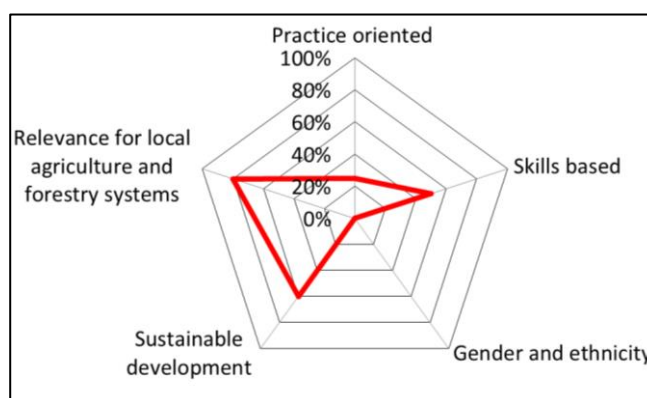 Practice oriented
100%
80%
60%
40%
20%
0%
Skills based
Gender and ethnicity
Sustainable
development
Relevance for local
agriculture and
forestry systems